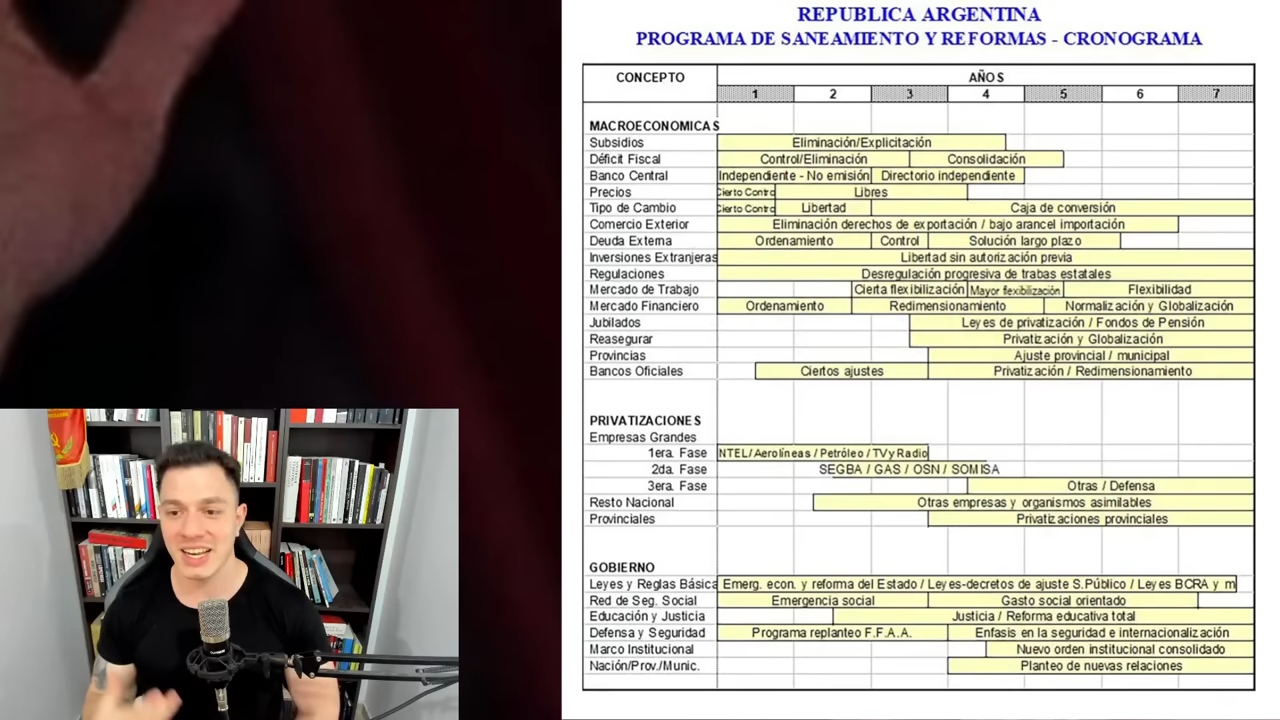 REPUBLICA ARGENTINA
PROGRAMA DE SANEAMIENTO Y REFORMAS - CRONOGRAMA
CONCEPTO AÑOS
1 2 3 4 5 6 7
MACROECONOMICAS
Subsidios Eliminación/Explicitación
Déficit Fiscal Control/Eliminación Consolidación
Banco Central Independiente - No emisión Directorio independiente
Precios Cierto Contro Libres
Tipo de Cambio Cierto Contro Libertad Caja de conversión
Comercio Exterior Eliminación derechos de exportación / bajo arancel importación
Deuda Externa Ordenamiento Control Solución largo plazo
Inversiones Extranjeras Libertad sin autorización previa
Regulaciones Desregulación progresiva de trabas estatales
Mercado de Trabajo Cierta flexibilización Mayor flexibilización Flexibilidad
Mercado Financiero Ordenamiento Redimensionamiento Normalización y Globalización
Jubilados Leyes de privatización / Fondos de Pensión
Reasegurar Privatización y Globalización
Provincias Ajuste provincial / municipal
Bancos Oficiales Ciertos ajustes Privatización / Redimensionamiento
PRIVATIZACIONES
Empresas Grandes
1era. Fase NTEL/Aerolíneas / Petróleo / TV y Radio
2da. Fase SEGBA / GAS / OSN / SOMISA
3era. Fase Otras / Defensa
Resto Nacional Otras empresas y organismos asimilables
Provinciales Privatizaciones provinciales
GOBIERNO
Leyes y Reglas Básica Emerg. econ. y reforma del Estado / Leyes-decretos de ajuste S.Público / Leyes BCRA y m
Red de Seg. Social Emergencia social Gasto social orientado
Educación y Justicia Justicia / Reforma educativa total
Defensa y Seguridad Programa replanteo F.F.A.A. Enfasis en la seguridad e internacionalización
Marco Institucional Nuevo orden institucional consolidado
Nación/Prov./Munic. Planteo de nuevas relaciones